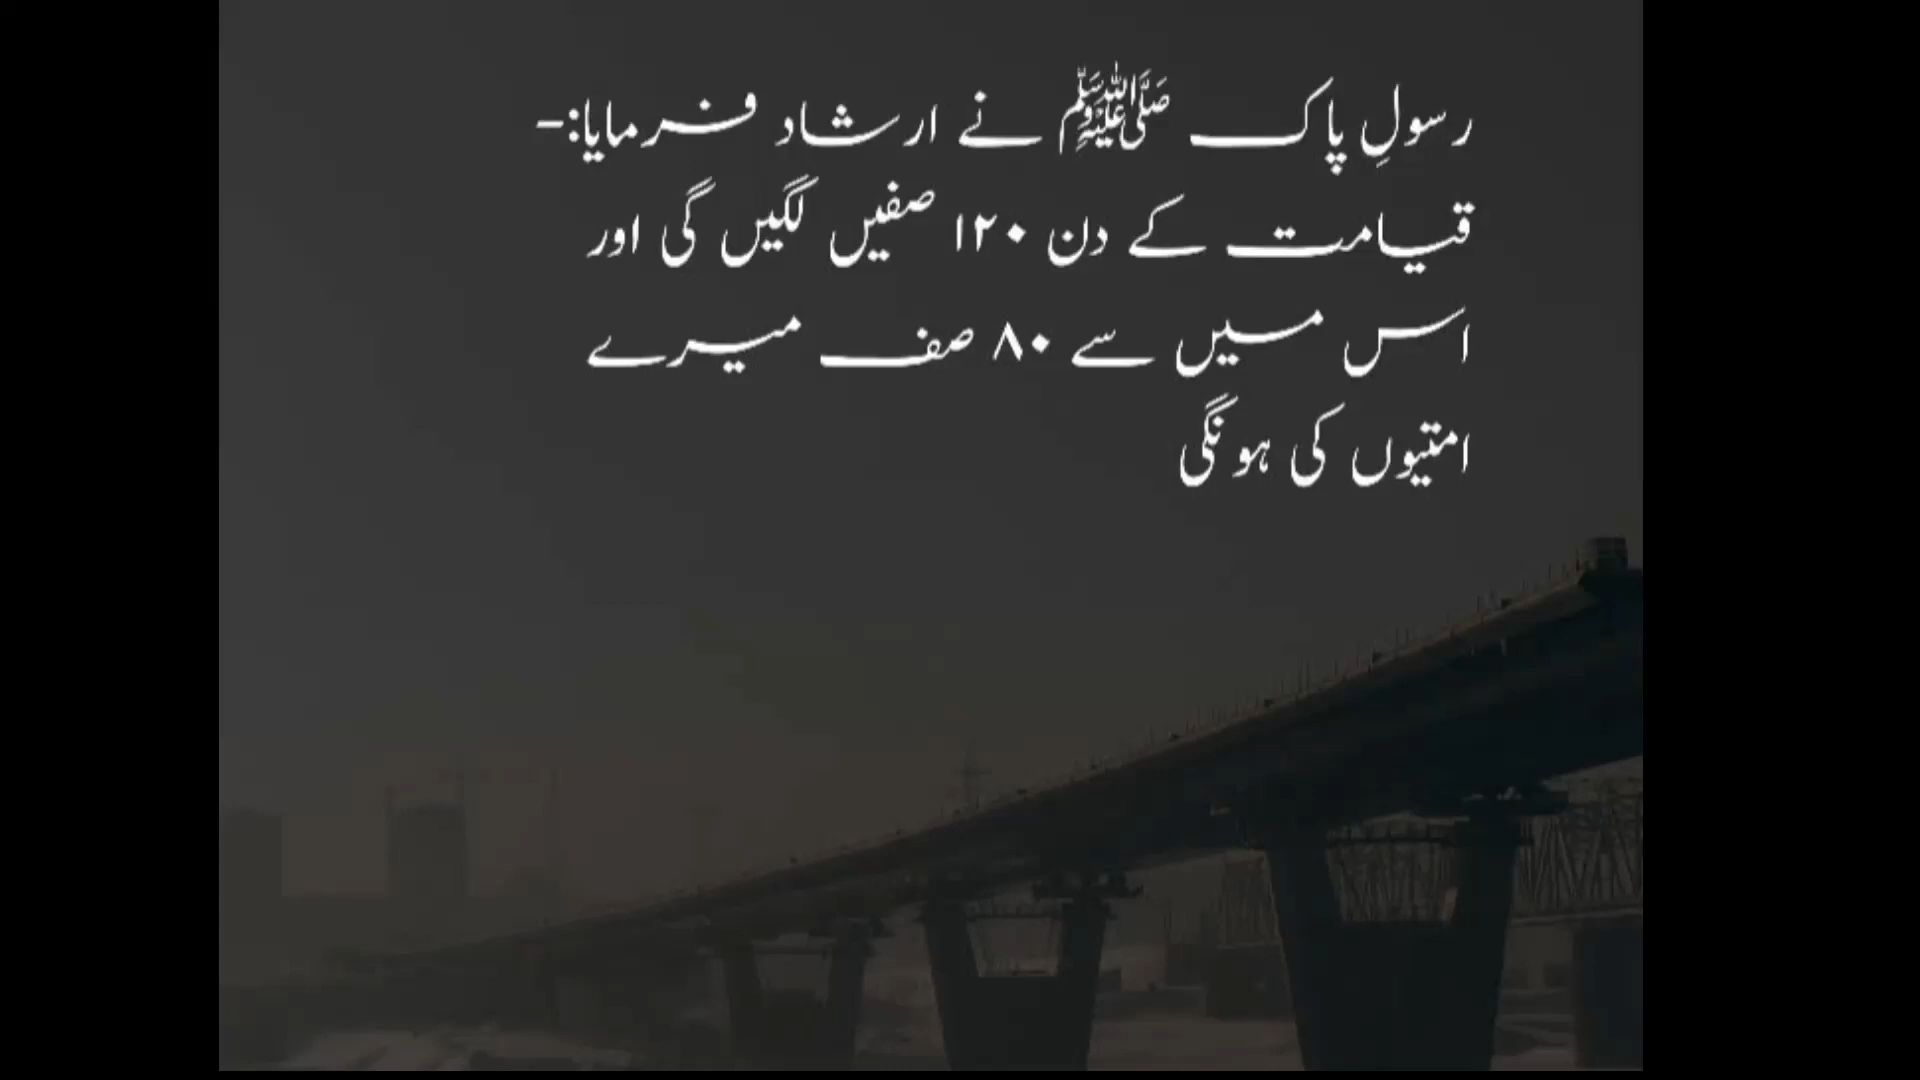 رسولِ پاک ﷺ نے ارشاد فرمایا:-
قیامت کے دن ۱۲۰ صفیں لگیں گی اور
اس میں سے ۸۰ صف میرے
امتیوں کی ہونگی